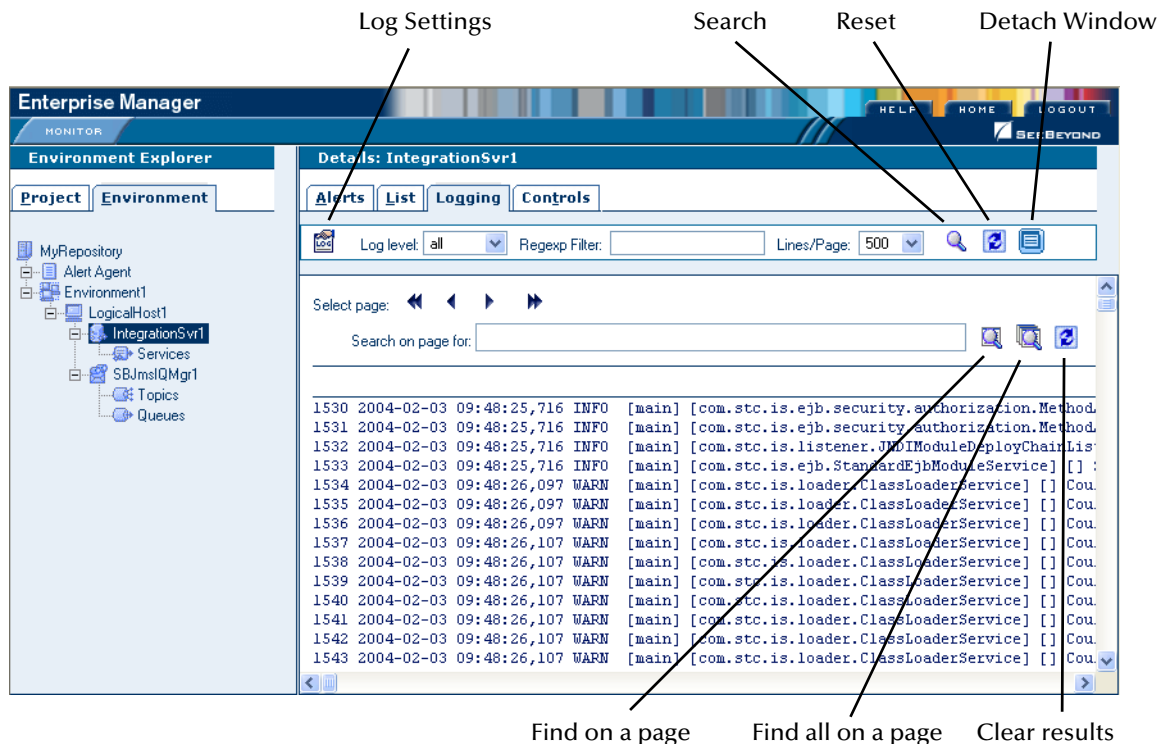 Log Settings Search Reset Detach Window
Enterprise Manager
HELP HOME LOGOUT
MONITOR
SEEBEYOND
Environment Explorer
Details: IntegrationSvr1
Project Environment
Alerts List Logging Controls
LOG Log level: all Regexp Filter: Lines/Page: 500
MyRepository
Alert Agent
Environment1
LogicalHost1
IntegrationSvr1
Services
SBJmsIQMgr1
Topics
Queues
Select page:
Search on page for:
1530 2004-02-03 09:48:25,716 INFO [main] [com.stc.is.ejb.security.authorization.Method
1531 2004-02-03 09:48:25,716 INFO [main] [com.stc.is.ejb.security.authorization.Method
1532 2004-02-03 09:48:25,716 INFO [main] [com.stc.is.listener.JNDIModuleDeployChainLis
1533 2004-02-03 09:48:25,716 INFO [main] [com.stc.is.ejb.StandardEjbModuleService] []
1534 2004-02-03 09:48:26,097 WARN [main] [com.stc.is.loader.ClassLoaderService] [] Cou
1535 2004-02-03 09:48:26,097 WARN [main] [com.stc.is.loader.ClassLoaderService] [] Cou
1536 2004-02-03 09:48:26,097 WARN [main] [com.stc.is.loader.ClassLoaderService] [] Cou
1537 2004-02-03 09:48:26,107 WARN [main] [com.stc.is.loader.ClassLoaderService] [] Cou
1538 2004-02-03 09:48:26,107 WARN [main] [com.stc.is.loader.ClassLoaderService] [] Cou
1539 2004-02-03 09:48:26,107 WARN [main] [com.stc.is.loader.ClassLoaderService] [] Cou
1540 2004-02-03 09:48:26,107 WARN [main] [com.stc.is.loader.ClassLoaderService] [] Cou
1541 2004-02-03 09:48:26,107 WARN [main] [com.stc.is.loader.ClassLoaderService] [] Cou
1542 2004-02-03 09:48:26,107 WARN [main] [com.stc.is.loader.ClassLoaderService] [] Cou
1543 2004-02-03 09:48:26,107 WARN [main] [com.stc.is.loader.ClassLoaderService] [] Cou
Find on a page Find all on a page Clear results